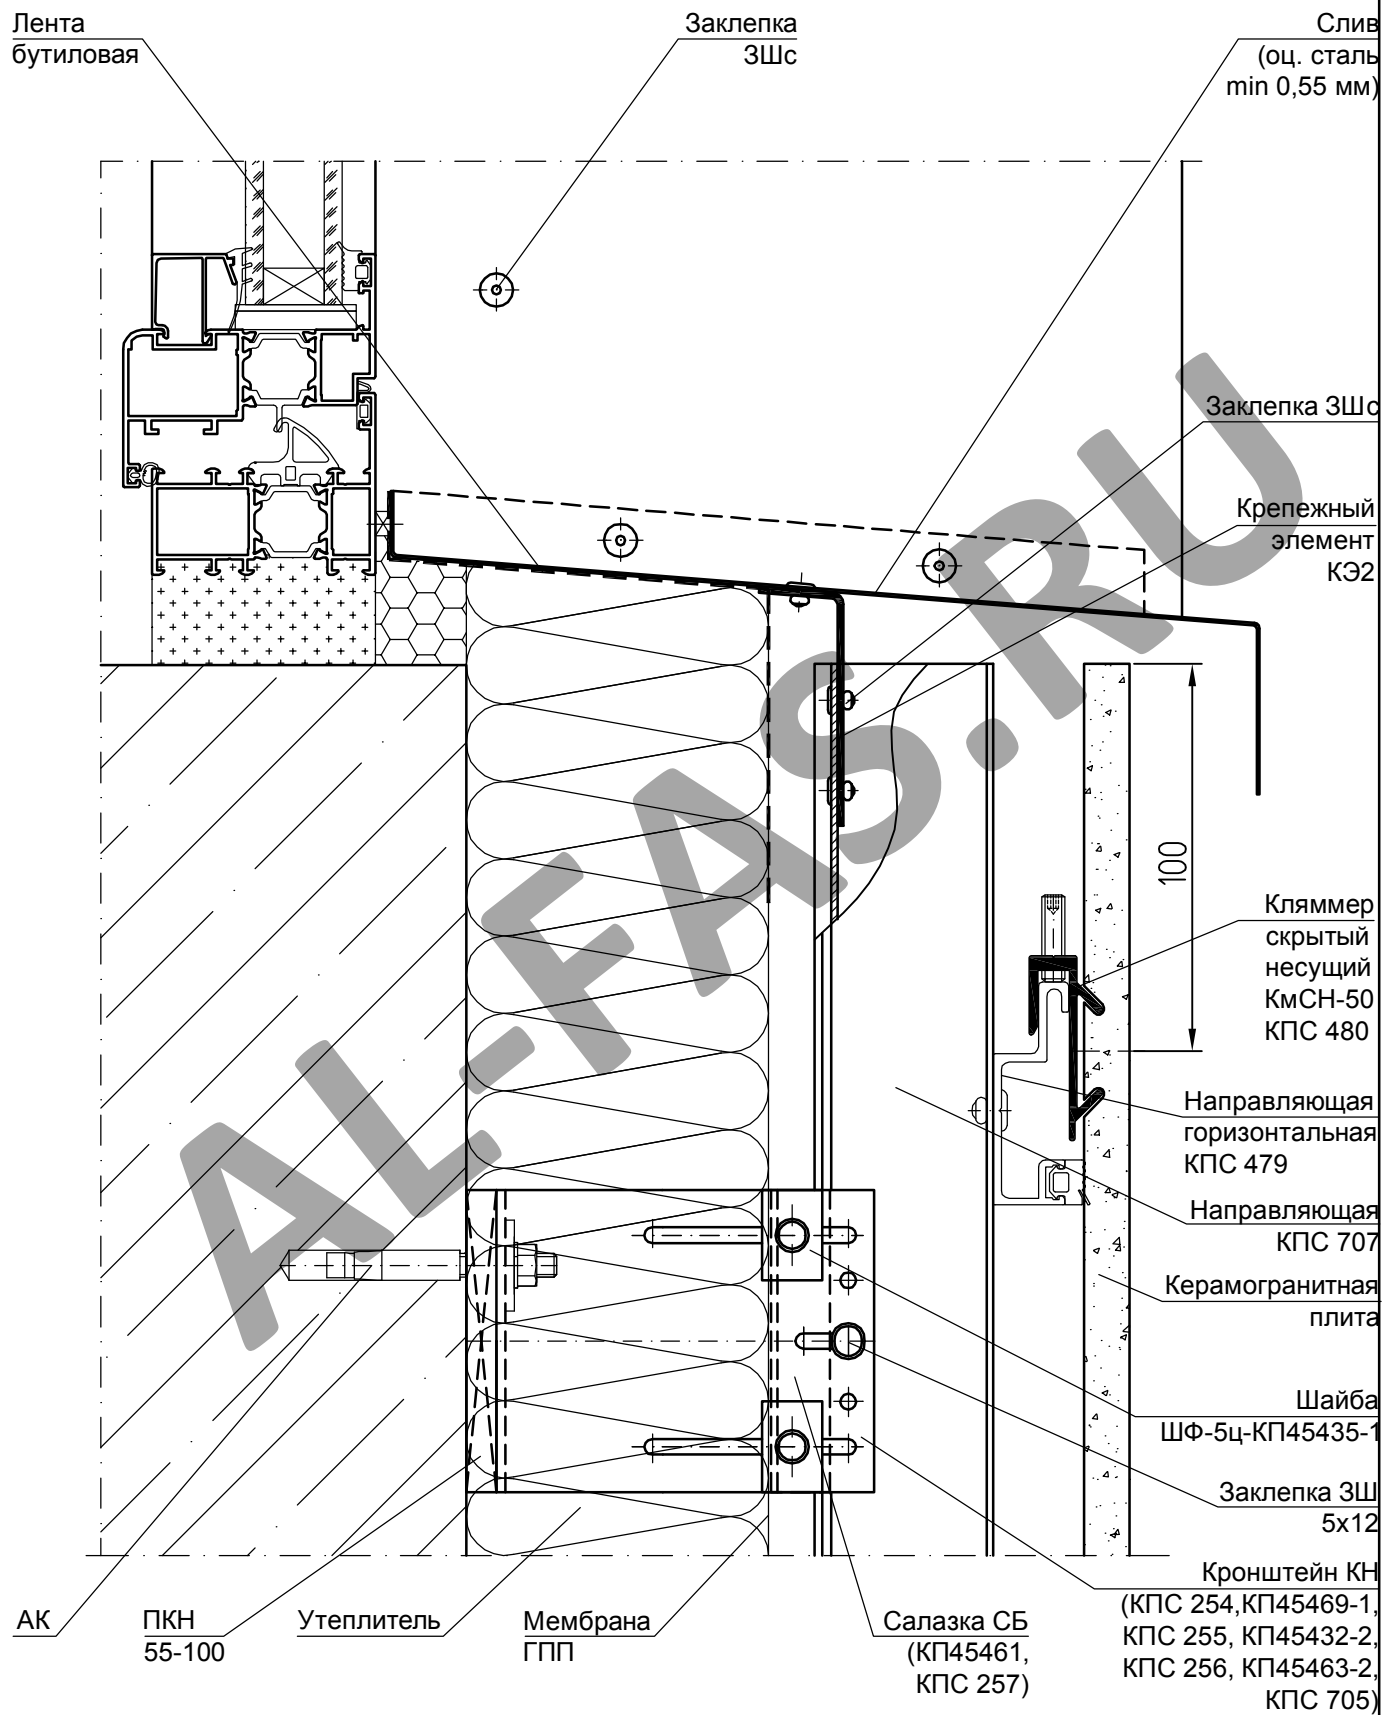 Лента
бутиловая
Заклепка
ЗШс
Слив
(оц. сталь
min 0,55 мм)
Заклепка ЗШс
Крепежный
элемент
КЭ2
100
Кляммер
скрытый
несущий
КмСН-50
КПС 480
Направляющая
горизонтальная
КПС 479
Направляющая
КПС 707
Керамогранитная
плита
Шайба
ШФ-5ц-КП45435-1
Заклепка ЗШ
5х12
Кронштейн КН
(КПС 254,КП45469-1,
КПС 255, КП45432-2,
КПС 256, КП45463-2,
КПС 705)
АК
ПКН
55-100
Утеплитель
Мембрана
ГПП
Салазка СБ
(КП45461,
КПС 257)
AL-FAS.RU